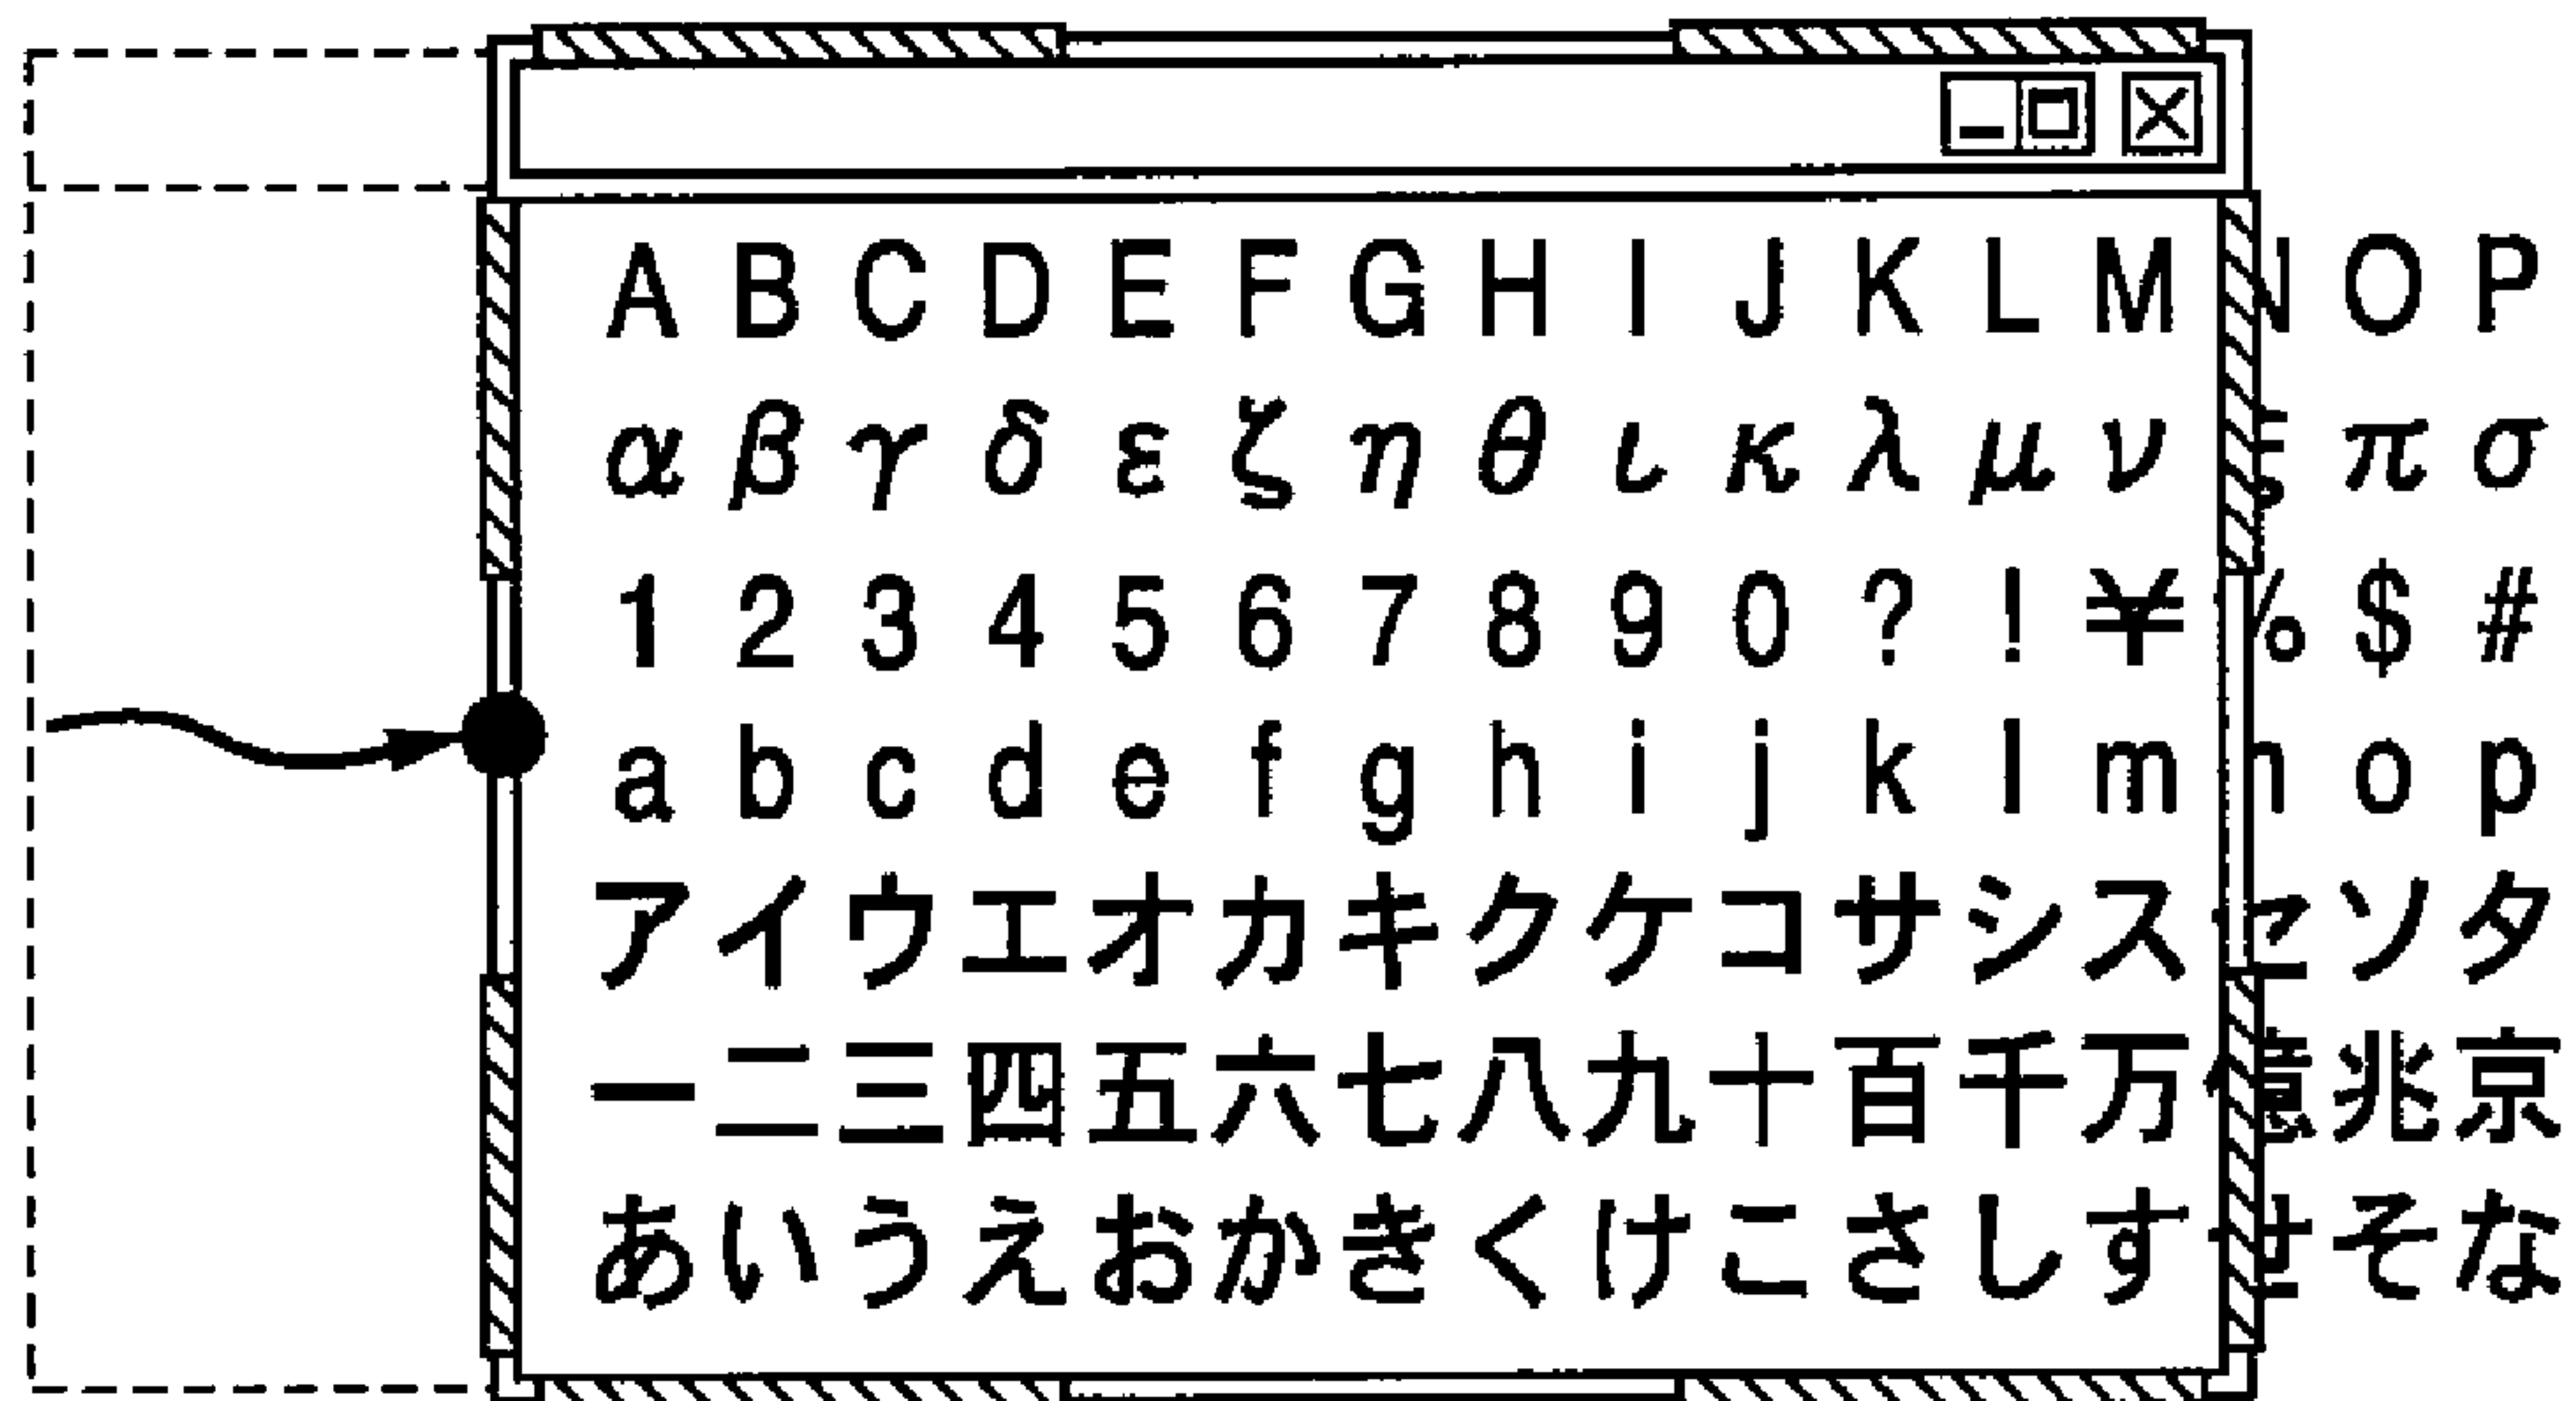 A B C D E F G H I J K L M N O P
α β γ δ ε ζ η θ ι κ λ μ ν ξ π σ
1 2 3 4 5 6 7 8 9 0 ? ! ¥ % $ #
a b c d e f g h i j k l m n o p
アイウエオカキクケコサシスセソタ
一二三四五六七八九十百千万億兆京
あいうえおかきくけこさしすせそな